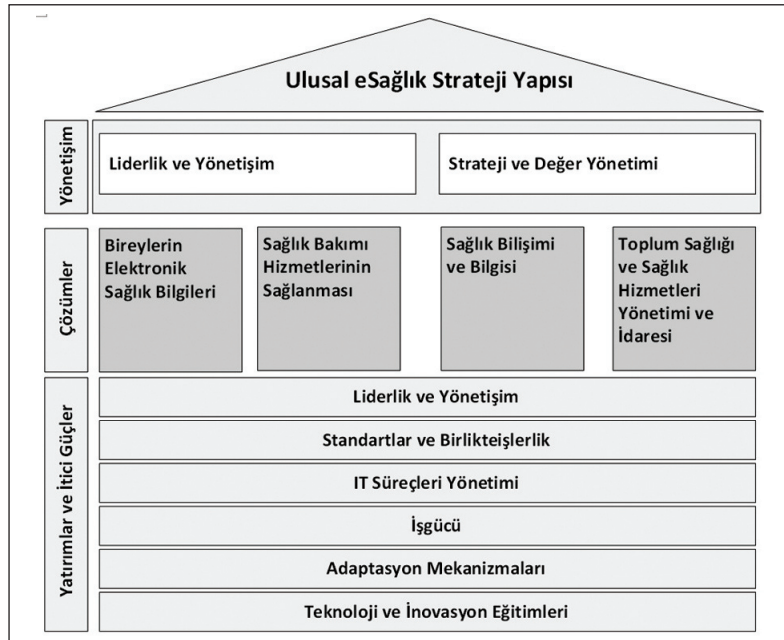 Ulusal eSağlık Strateji Yapısı
Yönetişim
Liderlik ve Yönetişim
Strateji ve Değer Yönetimi
Çözümler
Bireylerin
Elektronik
Sağlık Bilgileri
Sağlık Bakımı
Hizmetlerinin
Sağlanması
Sağlık Bilişimi
ve Bilgisi
Toplum Sağlığı
ve Sağlık
Hizmetleri
Yönetimi ve
İdaresi
Yatırımlar ve İtici Güçler
Liderlik ve Yönetişim
Standartlar ve Birlikteişlerlik
IT Süreçleri Yönetimi
İşgücü
Adaptasyon Mekanizmaları
Teknoloji ve İnovasyon Eğitimleri